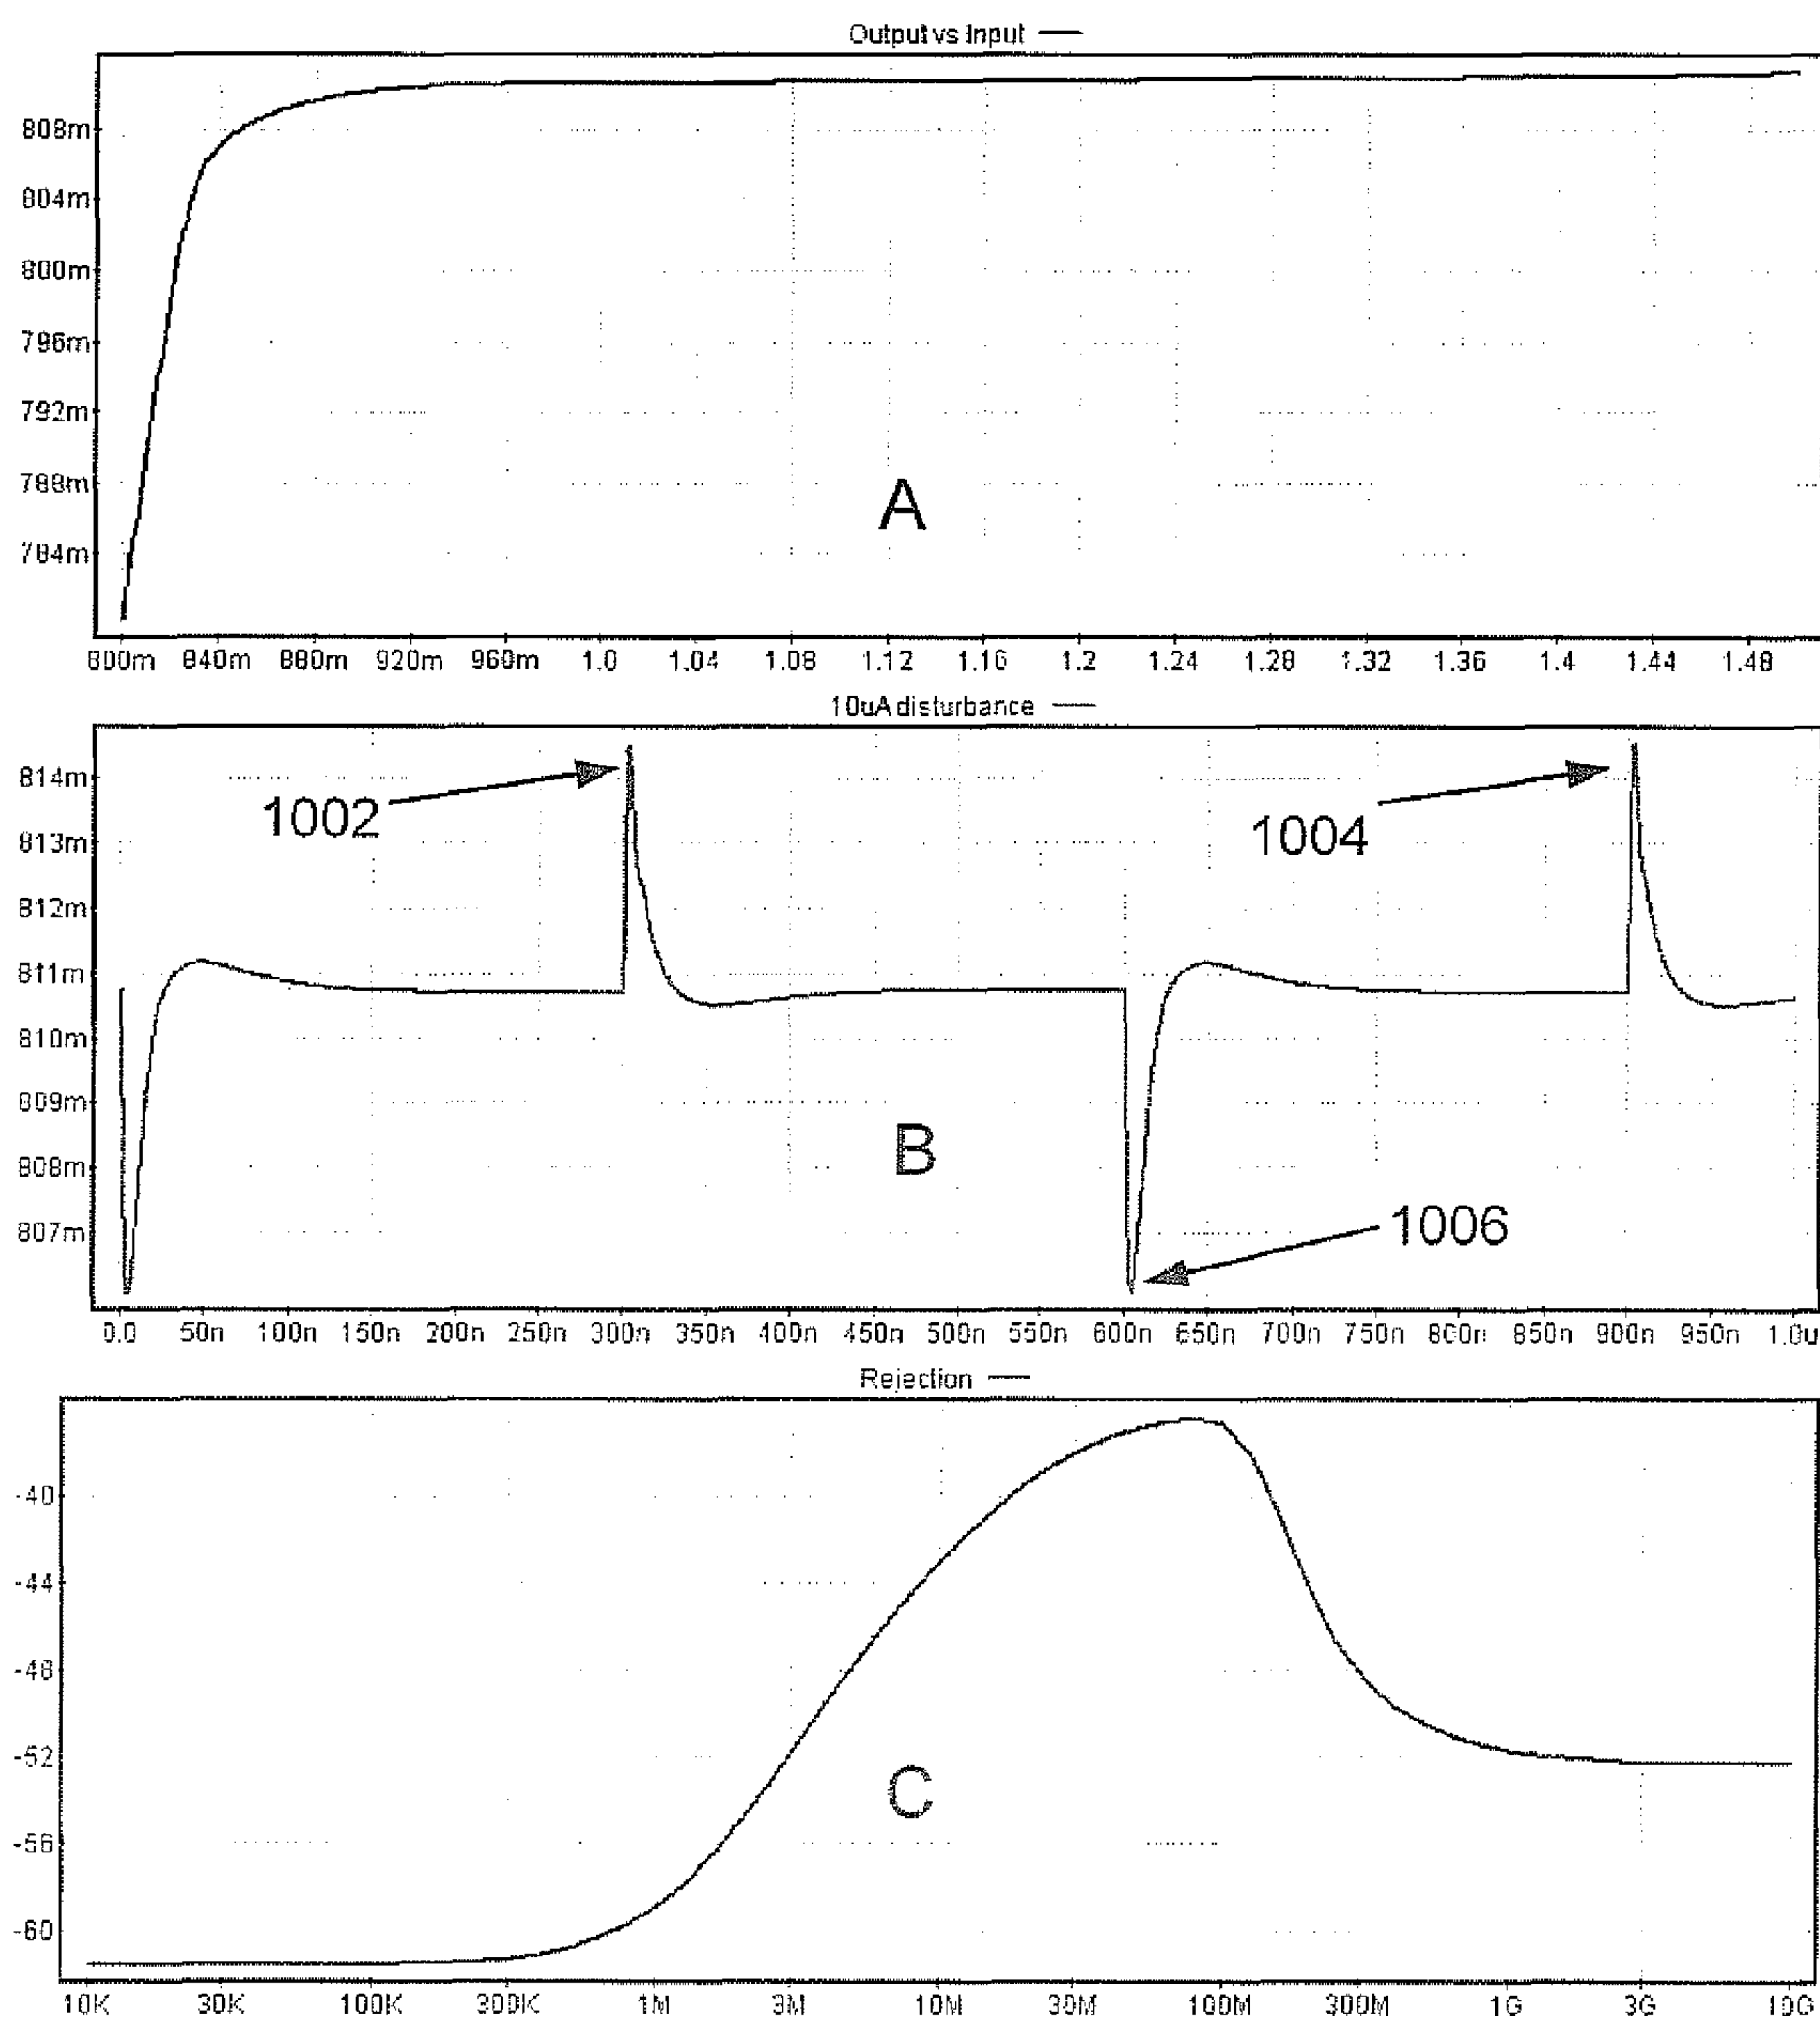 Output vs Input
808m
804m
800m
796m
792m
788m
784m
A
800m 840m 880m 920m 960m 1.0 1.04 1.08 1.12 1.16 1.2 1.24 1.28 1.32 1.36 1.4 1.44 1.48
10uA disturbance
814m
1002
1004
813m
812m
811m
810m
809m
B
808m
1006
807m
0.0 50n 100n 150n 200n 250n 300n 350n 400n 450n 500n 550n 600n 650n 700n 750n 800n 850n 900n 950n 1.0u
Rejection
-40
-44
-48
-52
C
-56
-60
10K 30K 100K 300K 1M 3M 10M 30M 100M 300M 1G 3G 10G